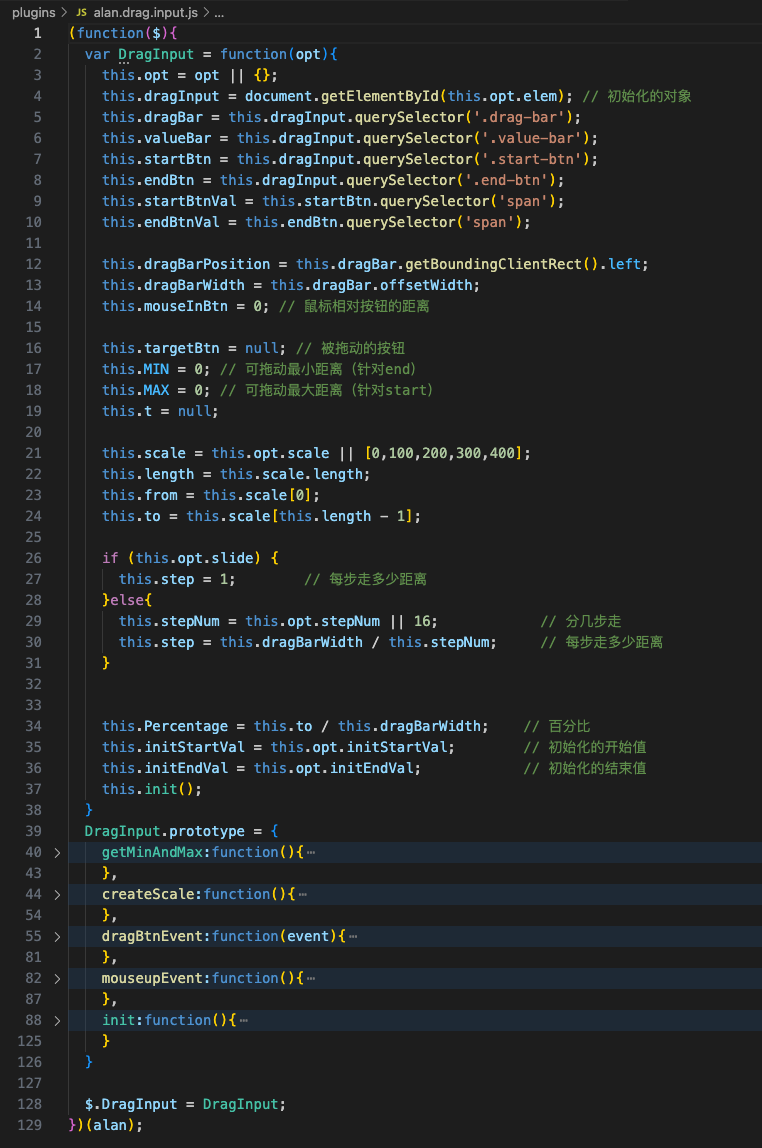 plugins > JS alan.drag.input.js > ...
1 (function($){
2   var DragInput = function(opt){
3     this.opt = opt || {};
4     this.dragInput = document.getElementById(this.opt.elem); // 初始化的对象
5     this.dragBar = this.dragInput.querySelector('.drag-bar');
6     this.valueBar = this.dragInput.querySelector('.value-bar');
7     this.startBtn = this.dragInput.querySelector('.start-btn');
8     this.endBtn = this.dragInput.querySelector('.end-btn');
9     this.startBtnVal = this.startBtn.querySelector('span');
10     this.endBtnVal = this.endBtn.querySelector('span');
11
12     this.dragBarPosition = this.dragBar.getBoundingClientRect().left;
13     this.dragBarWidth = this.dragBar.offsetWidth;
14     this.mouseInBtn = 0; // 鼠标相对按钮的距离
15
16     this.targetBtn = null; // 被拖动的按钮
17     this.MIN = 0; // 可拖动最小距离（针对end）
18     this.MAX = 0; // 可拖动最大距离（针对start）
19     this.t = null;
20
21     this.scale = this.opt.scale || [0,100,200,300,400];
22     this.length = this.scale.length;
23     this.from = this.scale[0];
24     this.to = this.scale[this.length - 1];
25
26     if (this.opt.slide) {
27       this.step = 1;        // 每步走多少距离
28     }else{
29       this.stepNum = this.opt.stepNum || 16;            // 分几步走
30       this.step = this.dragBarWidth / this.stepNum;     // 每步走多少距离
31     }
32
33
34     this.Percentage = this.to / this.dragBarWidth;    // 百分比
35     this.initStartVal = this.opt.initStartVal;        // 初始化的开始值
36     this.initEndVal = this.opt.initEndVal;            // 初始化的结束值
37     this.init();
38   }
39   DragInput.prototype = {
40 >     getMinAndMax:function(){⋯
43     },
44 >     createScale:function(){⋯
54     },
55 >     dragBtnEvent:function(event){⋯
81     },
82 >     mouseupEvent:function(){⋯
87     },
88 >     init:function(){⋯
125     }
126   }
127
128   $.DragInput = DragInput;
129 })(alan);